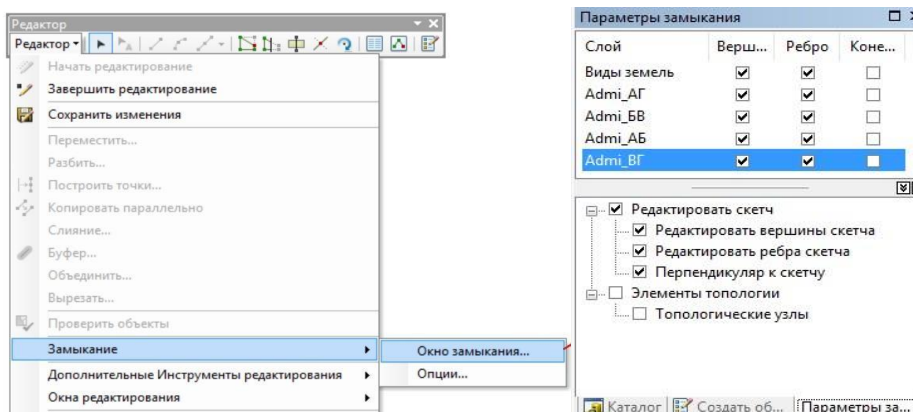 Редактор
Редактор
Начать редактирование
Завершить редактирование
Сохранить изменения
Переместить...
Разбить...
Построить точки...
Копировать параллельно
Слияние...
Буфер...
Объединить...
Вырезать...
Проверить объекты
Замыкание
Дополнительные Инструменты редактирования
Окна редактирования
Окно замыкания...
Опции...
Параметры замыкания
Слой Верш... Ребро Коне...
Виды земель
Admi_АГ
Admi_БВ
Admi_АБ
Admi_ВГ
Редактировать скетч
Редактировать вершины скетча
Редактировать ребра скетча
Перпендикуляр к скетчу
Элементы топологии
Топологические узлы
Каталог Создать об... Параметры за...